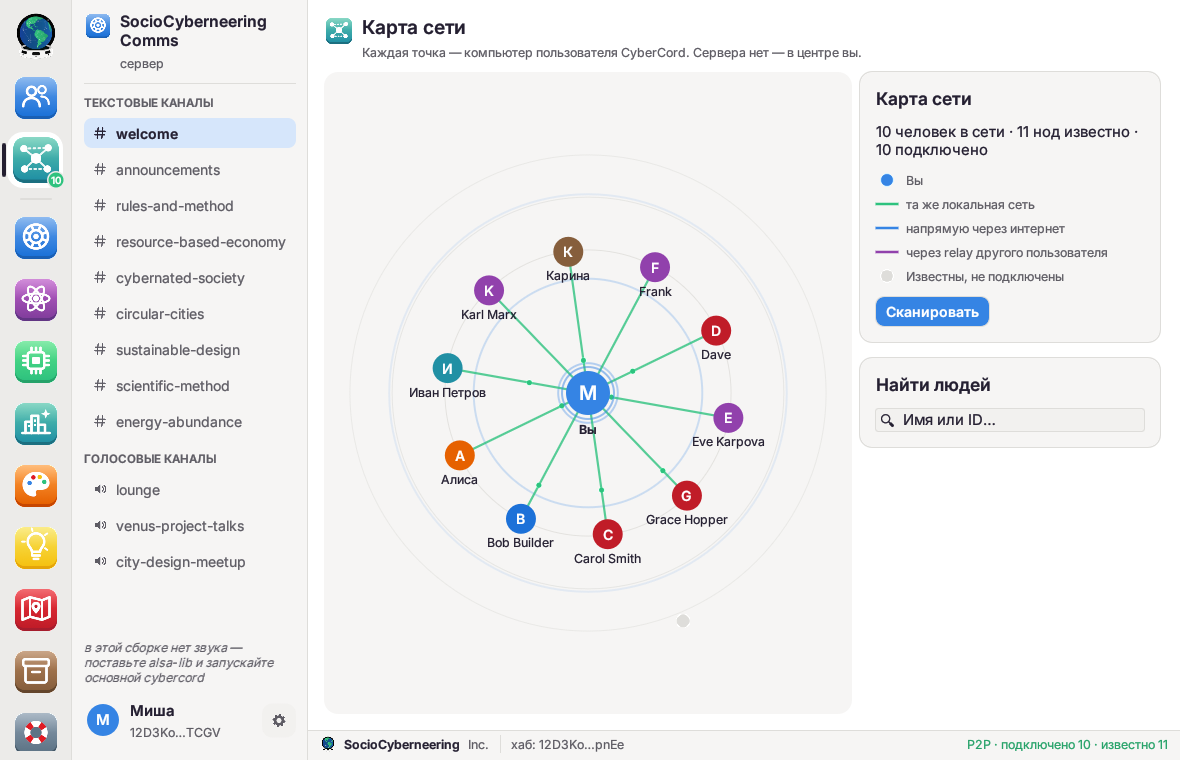 SocioCyberneering
Comms
сервер
ТЕКСТОВЫЕ КАНАЛЫ
# welcome
# announcements
# rules-and-method
# resource-based-economy
# cybernated-society
# circular-cities
# sustainable-design
# scientific-method
# energy-abundance
ГОЛОСОВЫЕ КАНАЛЫ
lounge
venus-project-talks
city-design-meetup
в этой сборке нет звука —
поставьте alsa-lib и запускайте
основной cybercord
М
Миша
12D3Ko...TCGV
10
Карта сети
Каждая точка — компьютер пользователя CyberCord. Сервера нет — в центре вы.
К
Карина
F
Frank
K
Karl Marx
D
Dave
И
Иван Петров
М
Вы
E
Eve Karpova
А
Алиса
G
Grace Hopper
B
Bob Builder
C
Carol Smith
Карта сети
10 человек в сети · 11 нод известно ·
10 подключено
Вы
та же локальная сеть
напрямую через интернет
через relay другого пользователя
Известны, не подключены
Сканировать
Найти людей
Имя или ID...
SocioCyberneering Inc.
хаб: 12D3Ko...pnEe
P2P · подключено 10 · известно 11